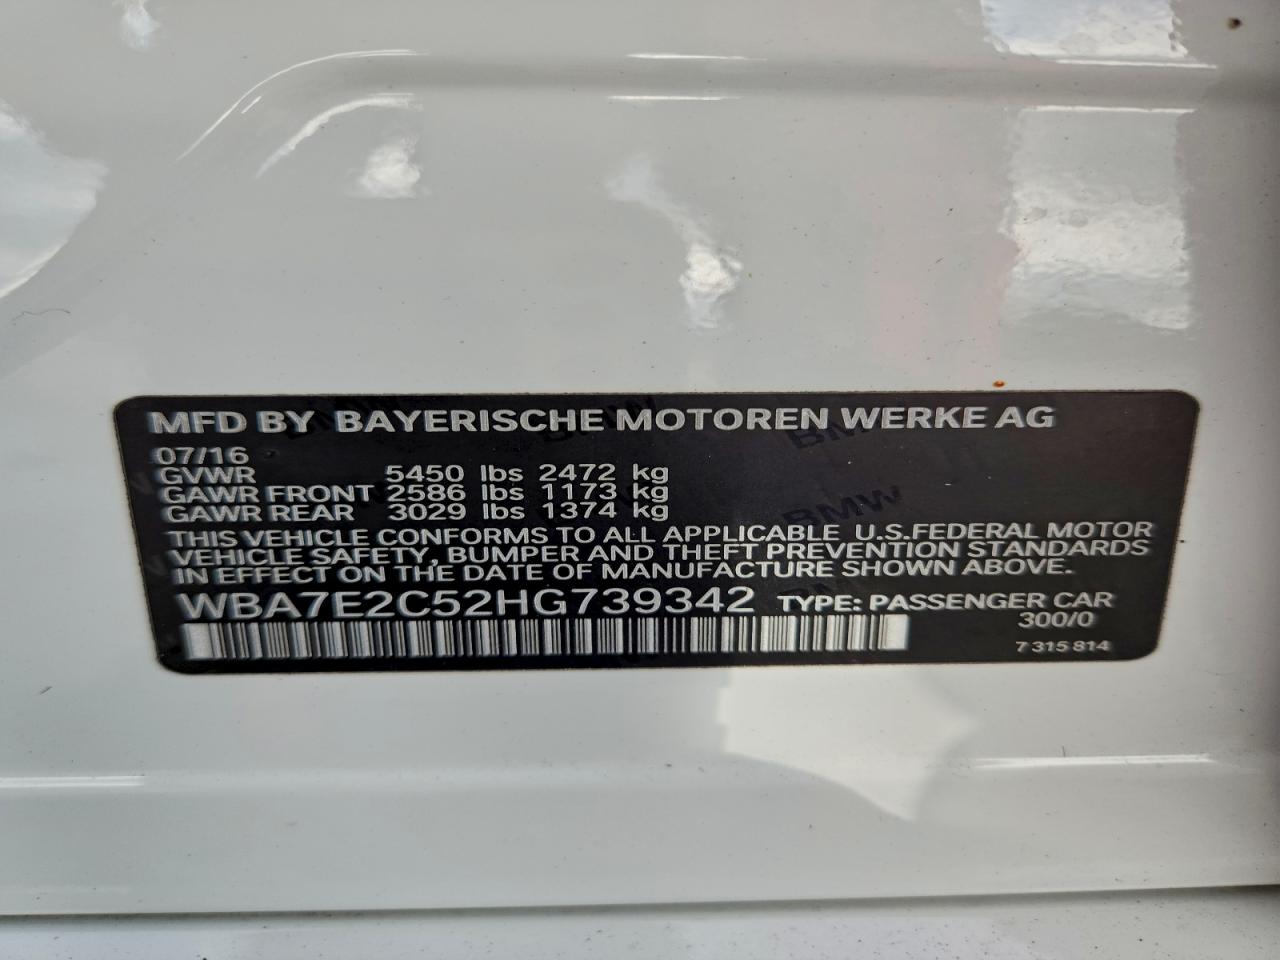 MFD BY BAYERISCHE MOTOREN WERKE AG
07/16
GVWR 5450 lbs 2472 kg
GAWR FRONT 2586 lbs 1173 kg
GAWR REAR 3029 lbs 1374 kg
THIS VEHICLE CONFORMS TO ALL APPLICABLE U.S.FEDERAL MOTOR
VEHICLE SAFETY, BUMPER AND THEFT PREVENTION STANDARDS
IN EFFECT ON THE DATE OF MANUFACTURE SHOWN ABOVE.
WBA7E2C52HG739342 TYPE: PASSENGER CAR
300/0
7 315 814